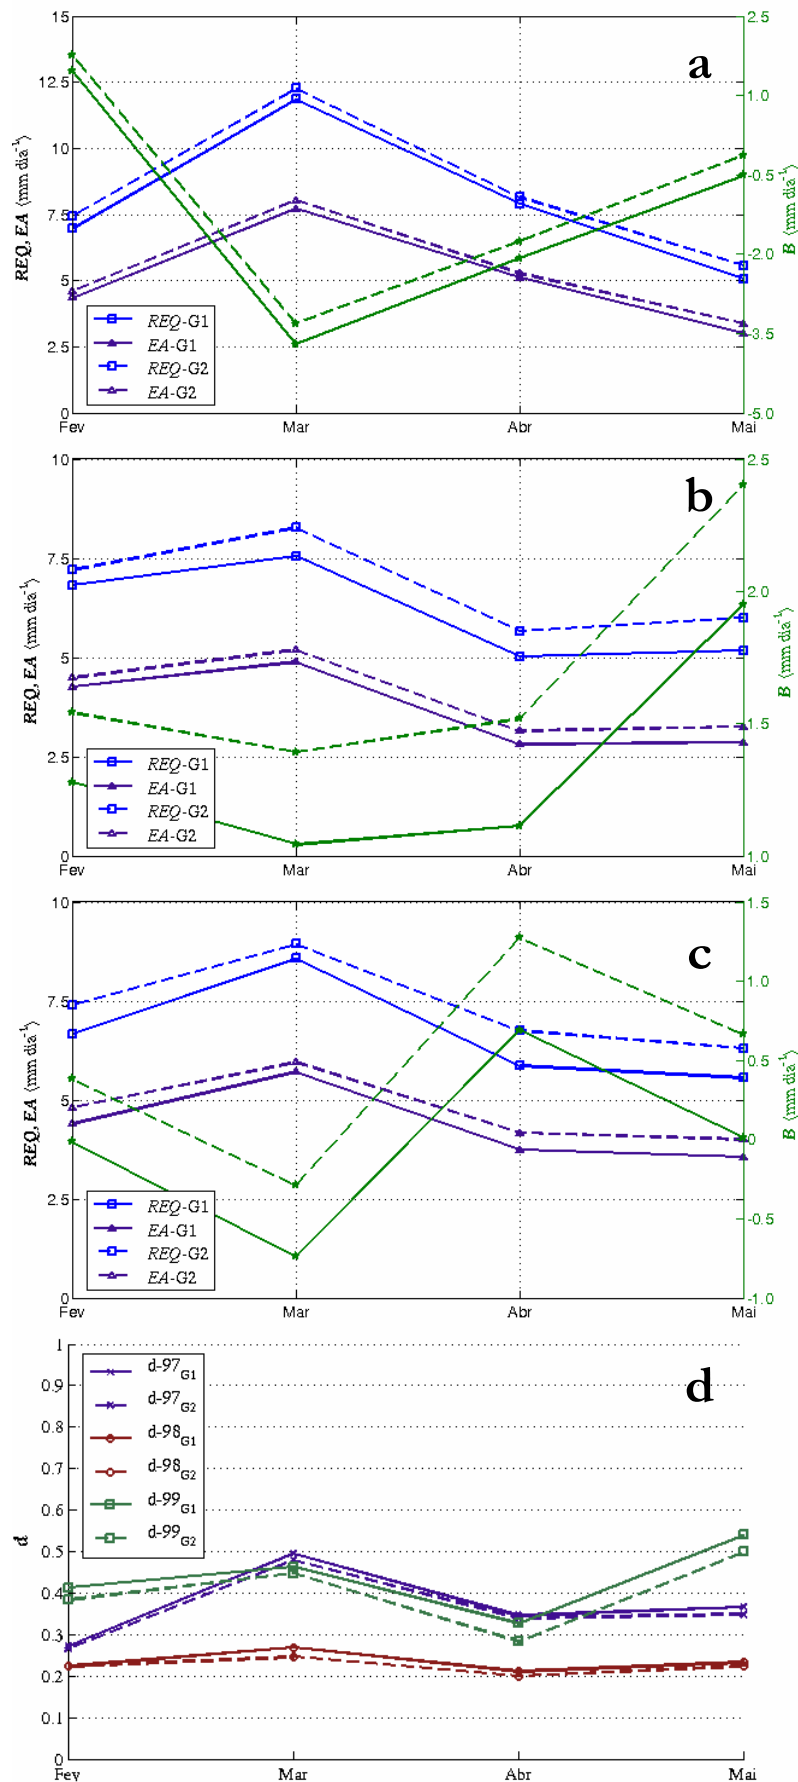 a
15
12.5
10
7.5
5
2.5
0
REQ, EA (mm dia-1)
2.5
1.0
-0.5
-2.0
-3.5
-5.0
B (mm dia-1)
REQ-G1
EA-G1
REQ-G2
EA-G2
Fev Mar Abr Mai
b
10
7.5
5
2.5
0
REQ, EA (mm dia-1)
2.5
2.0
1.5
1.0
B (mm dia-1)
REQ-G1
EA-G1
REQ-G2
EA-G2
Fev Mar Abr Mai
c
10
7.5
5
2.5
0
REQ, EA (mm dia-1)
1.5
1.0
0.5
0
-0.5
-1.0
B (mm dia-1)
REQ-G1
EA-G1
REQ-G2
EA-G2
Fev Mar Abr Mai
d
1
0.9
0.8
0.7
0.6
0.5
0.4
0.3
0.2
0.1
0
d
d-97G1
d-97G2
d-98G1
d-98G2
d-99G1
d-99G2
Fev Mar Abr Mai